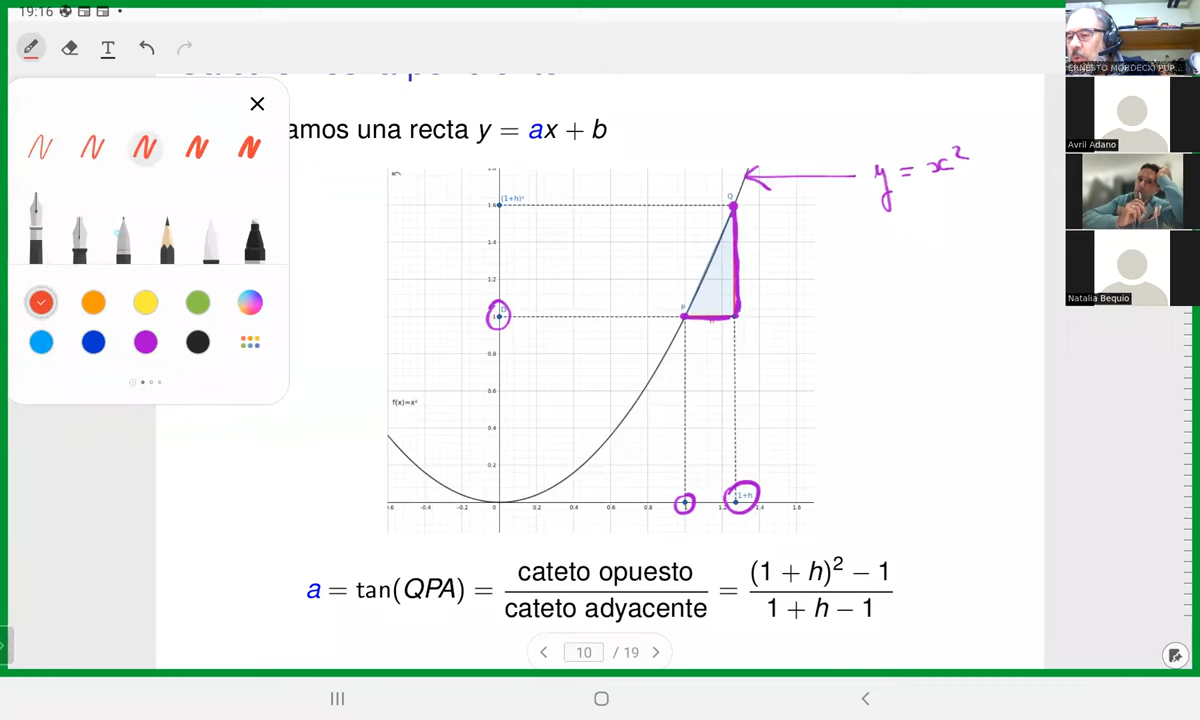 19:16
ERNESTO MORDECKI PUP...
Avril Adano
Natalia Bequio
amos una recta y = ax + b
y = x²
1.6
(1+h)²
Q
1.4
1.2
P
1
h
0.8
0.6
f(x)=x²
0.4
0.2
1+h
-0.4 -0.2 0 0.2 0.4 0.6 0.8 1 1.2 1.4 1.6
a = tan(QPA) = cateto opuesto / cateto adyacente = (1 + h)² − 1 / 1 + h − 1
10 / 19